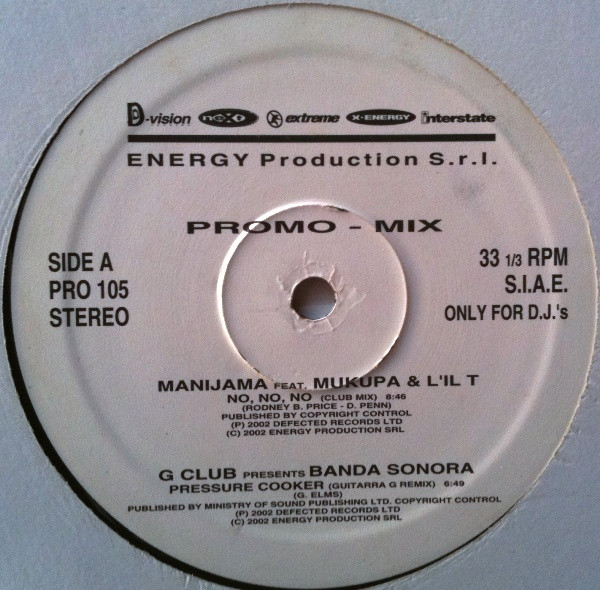 D-vision next extreme X-ENERGY interstate
ENERGY Production S.r.l.
PROMO - MIX
SIDE A
PRO 105
STEREO
33 1/3 RPM
S.I.A.E.
ONLY FOR D.J.'s
MANIJAMA FEAT. MUKUPA & L'IL T
NO, NO, NO (CLUB MIX) 8:46
(RODNEY B. PRICE - D. PENN)
PUBLISHED BY COPYRIGHT CONTROL
(P) 2002 DEFECTED RECORDS LTD
(C) 2002 ENERGY PRODUCTION SRL
G CLUB PRESENTS BANDA SONORA
PRESSURE COOKER (GUITARRA G REMIX) 6:49
(G. ELMS)
PUBLISHED BY MINISTRY OF SOUND PUBLISHING LTD. COPYRIGHT CONTROL
(P) 2002 DEFECTED RECORDS LTD
(C) 2002 ENERGY PRODUCTION SRL